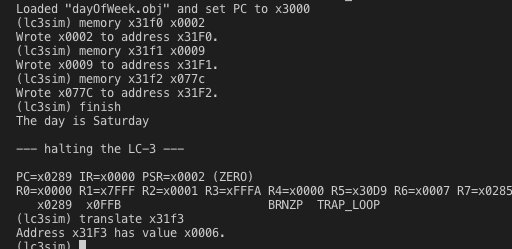 Loaded "dayOfWeek.obj" and set PC to x3000
(lc3sim) memory x31f0 x0002
Wrote x0002 to address x31F0.
(lc3sim) memory x31f1 x0009
Wrote x0009 to address x31F1.
(lc3sim) memory x31f2 x077c
Wrote x077C to address x31F2.
(lc3sim) finish
The day is Saturday
--- halting the LC-3 ---
PC=x0289 IR=x0000 PSR=x0002 (ZERO)
R0=x0000 R1=x7FFF R2=x0001 R3=xFFFA R4=x0000 R5=x30D9 R6=x0007 R7=x0285
x0289 x0FFB BRNZP TRAP_LOOP
(lc3sim) translate x31f3
Address x31F3 has value x0006.
(lc3sim)